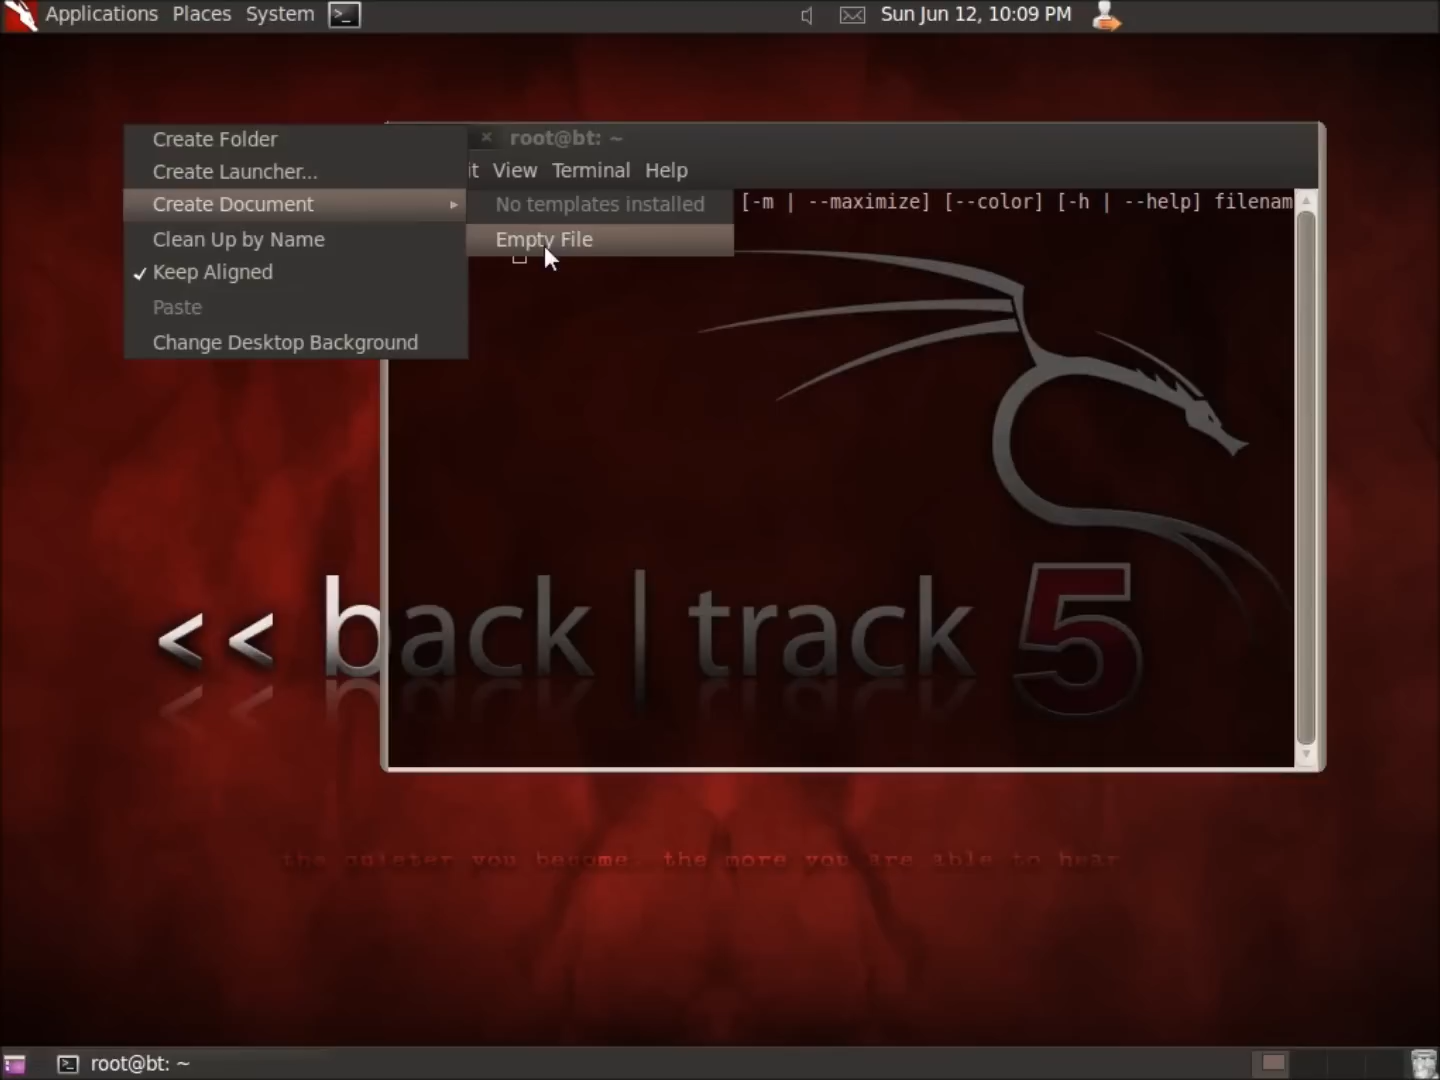 Applications Places System
Sun Jun 12, 10:09 PM
Create Folder
Create Launcher...
Create Document
Clean Up by Name
Keep Aligned
Paste
Change Desktop Background
No templates installed
Empty File
root@bt: ~
it View Terminal Help
[-m | --maximize] [--color] [-h | --help] filenam
<< back | track 5
the quieter you become, the more you are able to hear
root@bt: ~